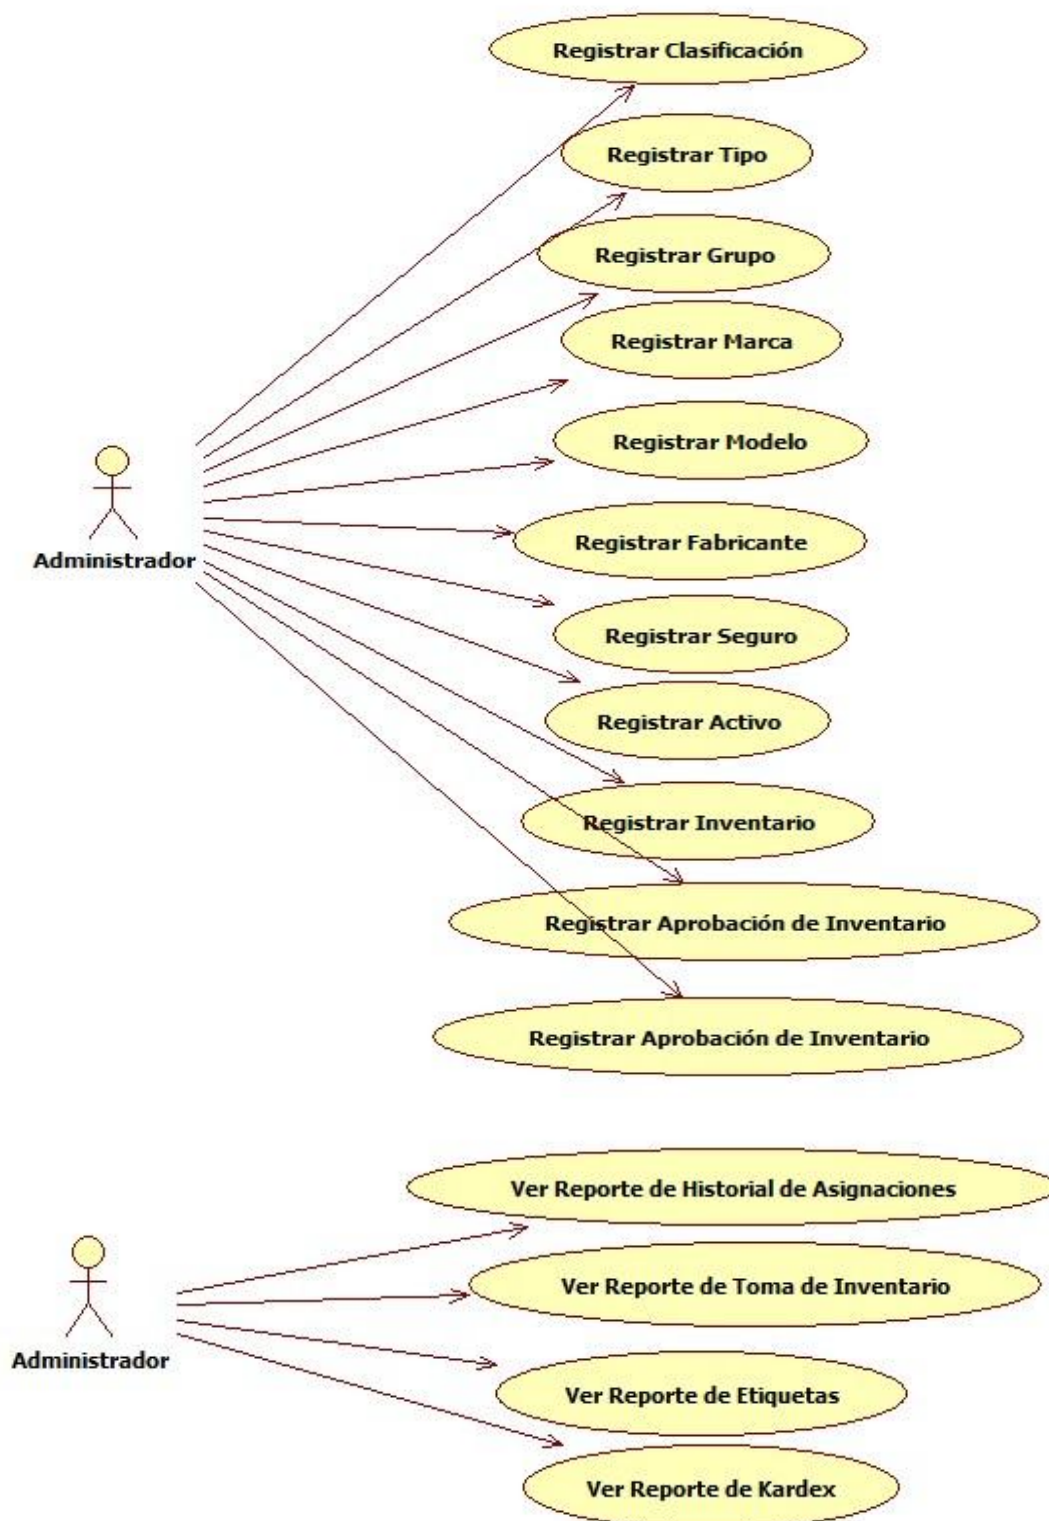 Registrar Clasificación
Registrar Tipo
Registrar Grupo
Registrar Marca
Registrar Modelo
Registrar Fabricante
Administrador
Registrar Seguro
Registrar Activo
Registrar Inventario
Registrar Aprobación de Inventario
Registrar Aprobación de Inventario
Ver Reporte de Historial de Asignaciones
Ver Reporte de Toma de Inventario
Administrador
Ver Reporte de Etiquetas
Ver Reporte de Kardex